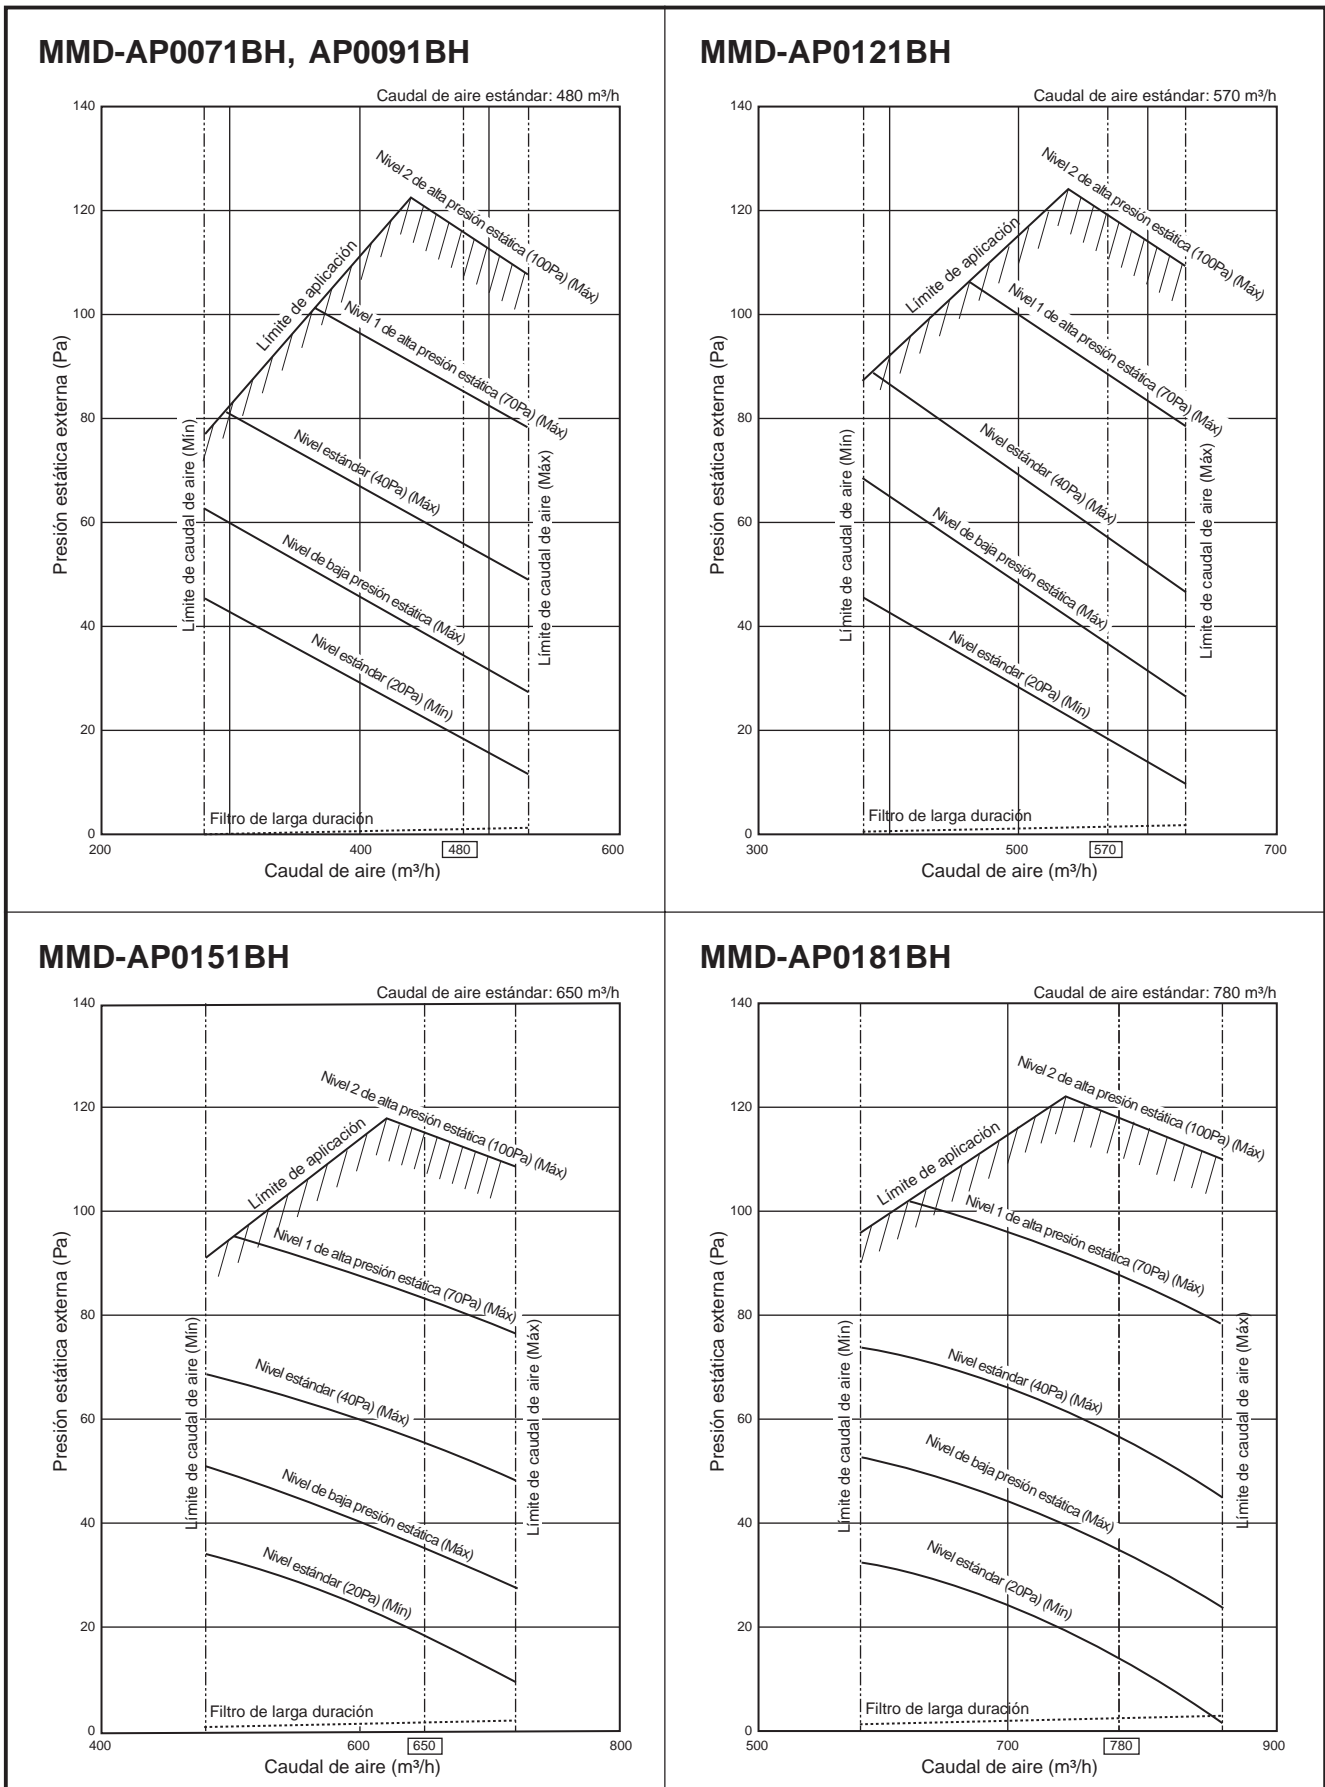 MMD-AP0071BH, AP0091BH
Caudal de aire estándar: 480 m³/h
140
120
100
80
60
40
20
0
Presión estática externa (Pa)
Nivel 2 de alta presión estática (100Pa) (Máx)
Límite de aplicación
Nivel 1 de alta presión estática (70Pa) (Máx)
Nivel estándar (40Pa) (Máx)
Nivel de baja presión estática (Máx)
Nivel estándar (20Pa) (Mín)
Límite de caudal de aire (Mín)
Límite de caudal de aire (Máx)
Filtro de larga duración
200
400
480
600
Caudal de aire (m³/h)
MMD-AP0121BH
Caudal de aire estándar: 570 m³/h
140
120
100
80
60
40
20
0
Presión estática externa (Pa)
Nivel 2 de alta presión estática (100Pa) (Máx)
Límite de aplicación
Nivel 1 de alta presión estática (70Pa) (Máx)
Nivel estándar (40Pa) (Máx)
Nivel de baja presión estática (Máx)
Nivel estándar (20Pa) (Mín)
Límite de caudal de aire (Mín)
Límite de caudal de aire (Máx)
Filtro de larga duración
300
500
570
700
Caudal de aire (m³/h)
MMD-AP0151BH
Caudal de aire estándar: 650 m³/h
140
120
100
80
60
40
20
0
Presión estática externa (Pa)
Nivel 2 de alta presión estática (100Pa) (Máx)
Límite de aplicación
Nivel 1 de alta presión estática (70Pa) (Máx)
Nivel estándar (40Pa) (Máx)
Nivel de baja presión estática (Máx)
Nivel estándar (20Pa) (Mín)
Límite de caudal de aire (Mín)
Límite de caudal de aire (Máx)
Filtro de larga duración
400
600
650
800
Caudal de aire (m³/h)
MMD-AP0181BH
Caudal de aire estándar: 780 m³/h
140
120
100
80
60
40
20
0
Presión estática externa (Pa)
Nivel 2 de alta presión estática (100Pa) (Máx)
Límite de aplicación
Nivel 1 de alta presión estática (70Pa) (Máx)
Nivel estándar (40Pa) (Máx)
Nivel de baja presión estática (Máx)
Nivel estándar (20Pa) (Mín)
Límite de caudal de aire (Mín)
Límite de caudal de aire (Máx)
Filtro de larga duración
500
700
780
900
Caudal de aire (m³/h)